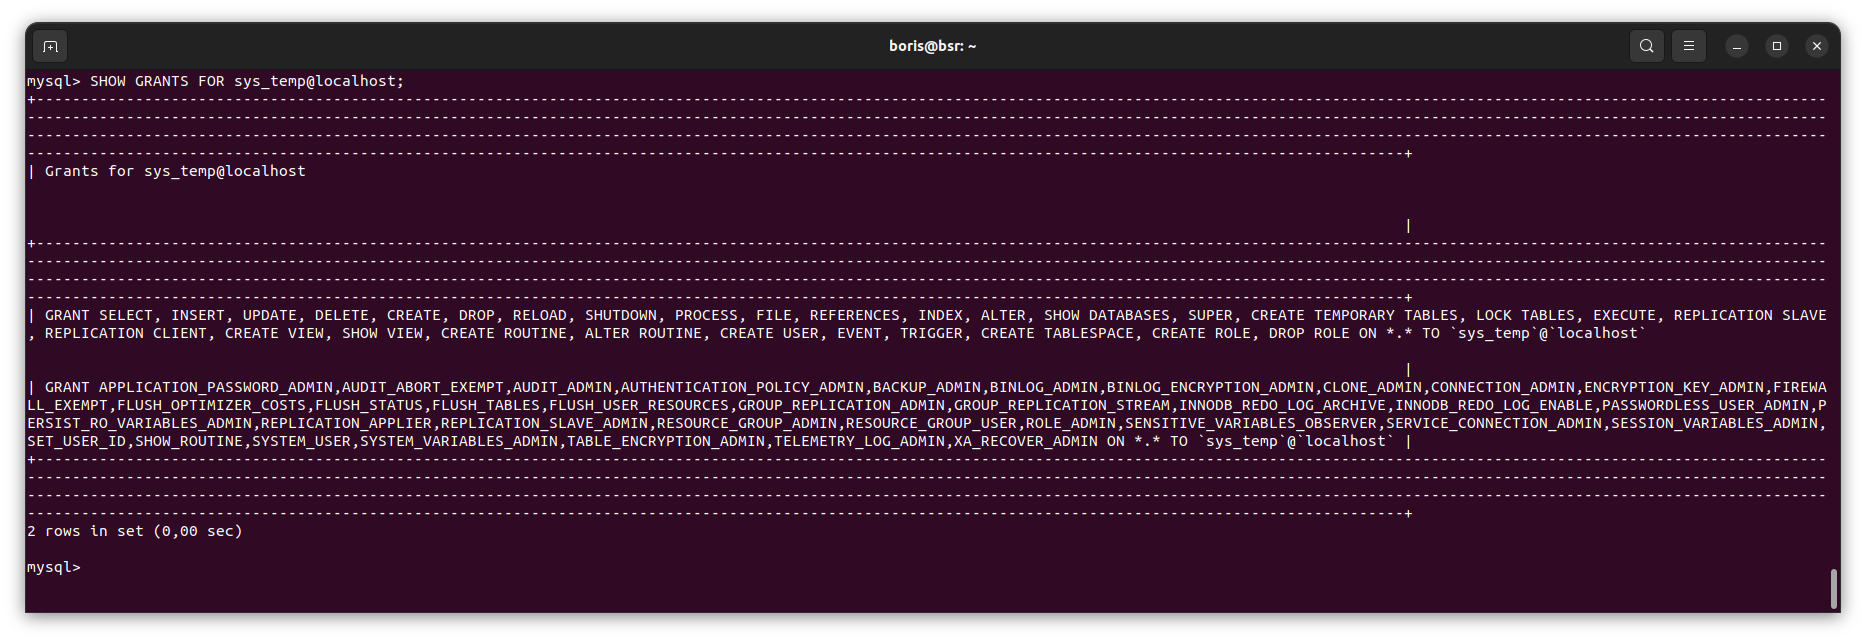 boris@bsr: ~
mysql> SHOW GRANTS FOR sys_temp@localhost;
+-------------------------------------------------------------------------------------------------------------------------------------------------------------------------------------------------------
--------------------------------------------------------------------------------------------------------------------------------------------------------------------------------------------------------
--------------------------------------------------------------------------------------------------------------------------------------------------------------------------------------------------------
---------------------------------------------------------------------------------------------------------------------------------------------------------+
| Grants for sys_temp@localhost
|
+-------------------------------------------------------------------------------------------------------------------------------------------------------------------------------------------------------
--------------------------------------------------------------------------------------------------------------------------------------------------------------------------------------------------------
--------------------------------------------------------------------------------------------------------------------------------------------------------------------------------------------------------
---------------------------------------------------------------------------------------------------------------------------------------------------------+
| GRANT SELECT, INSERT, UPDATE, DELETE, CREATE, DROP, RELOAD, SHUTDOWN, PROCESS, FILE, REFERENCES, INDEX, ALTER, SHOW DATABASES, SUPER, CREATE TEMPORARY TABLES, LOCK TABLES, EXECUTE, REPLICATION SLAVE
, REPLICATION CLIENT, CREATE VIEW, SHOW VIEW, CREATE ROUTINE, ALTER ROUTINE, CREATE USER, EVENT, TRIGGER, CREATE TABLESPACE, CREATE ROLE, DROP ROLE ON *.* TO `sys_temp`@`localhost`
|
| GRANT APPLICATION_PASSWORD_ADMIN,AUDIT_ABORT_EXEMPT,AUDIT_ADMIN,AUTHENTICATION_POLICY_ADMIN,BACKUP_ADMIN,BINLOG_ADMIN,BINLOG_ENCRYPTION_ADMIN,CLONE_ADMIN,CONNECTION_ADMIN,ENCRYPTION_KEY_ADMIN,FIREWA
LL_EXEMPT,FLUSH_OPTIMIZER_COSTS,FLUSH_STATUS,FLUSH_TABLES,FLUSH_USER_RESOURCES,GROUP_REPLICATION_ADMIN,GROUP_REPLICATION_STREAM,INNODB_REDO_LOG_ARCHIVE,INNODB_REDO_LOG_ENABLE,PASSWORDLESS_USER_ADMIN,P
ERSIST_RO_VARIABLES_ADMIN,REPLICATION_APPLIER,REPLICATION_SLAVE_ADMIN,RESOURCE_GROUP_ADMIN,RESOURCE_GROUP_USER,ROLE_ADMIN,SENSITIVE_VARIABLES_OBSERVER,SERVICE_CONNECTION_ADMIN,SESSION_VARIABLES_ADMIN,
SET_USER_ID,SHOW_ROUTINE,SYSTEM_USER,SYSTEM_VARIABLES_ADMIN,TABLE_ENCRYPTION_ADMIN,TELEMETRY_LOG_ADMIN,XA_RECOVER_ADMIN ON *.* TO `sys_temp`@`localhost` |
+-------------------------------------------------------------------------------------------------------------------------------------------------------------------------------------------------------
--------------------------------------------------------------------------------------------------------------------------------------------------------------------------------------------------------
--------------------------------------------------------------------------------------------------------------------------------------------------------------------------------------------------------
---------------------------------------------------------------------------------------------------------------------------------------------------------+
2 rows in set (0,00 sec)
mysql>